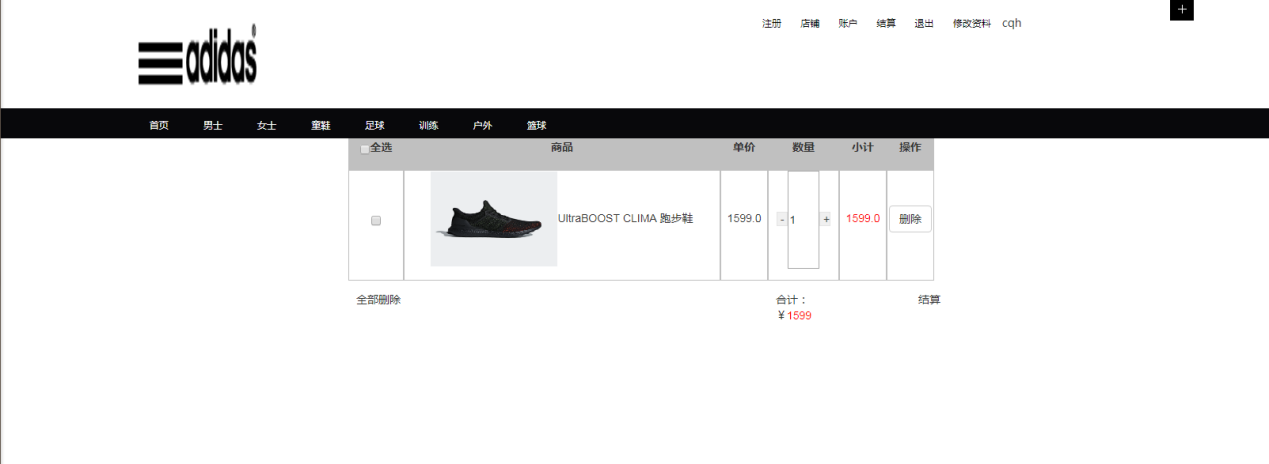 注册 店铺 账户 结算 退出 修改资料 cqh
+
adidas®
首页 男士 女士 童鞋 足球 训练 户外 篮球
全选 商品 单价 数量 小计 操作
UltraBOOST CLIMA 跑步鞋 1599.0 - 1 + 1599.0 删除
全部删除 合计: 结算
¥1599